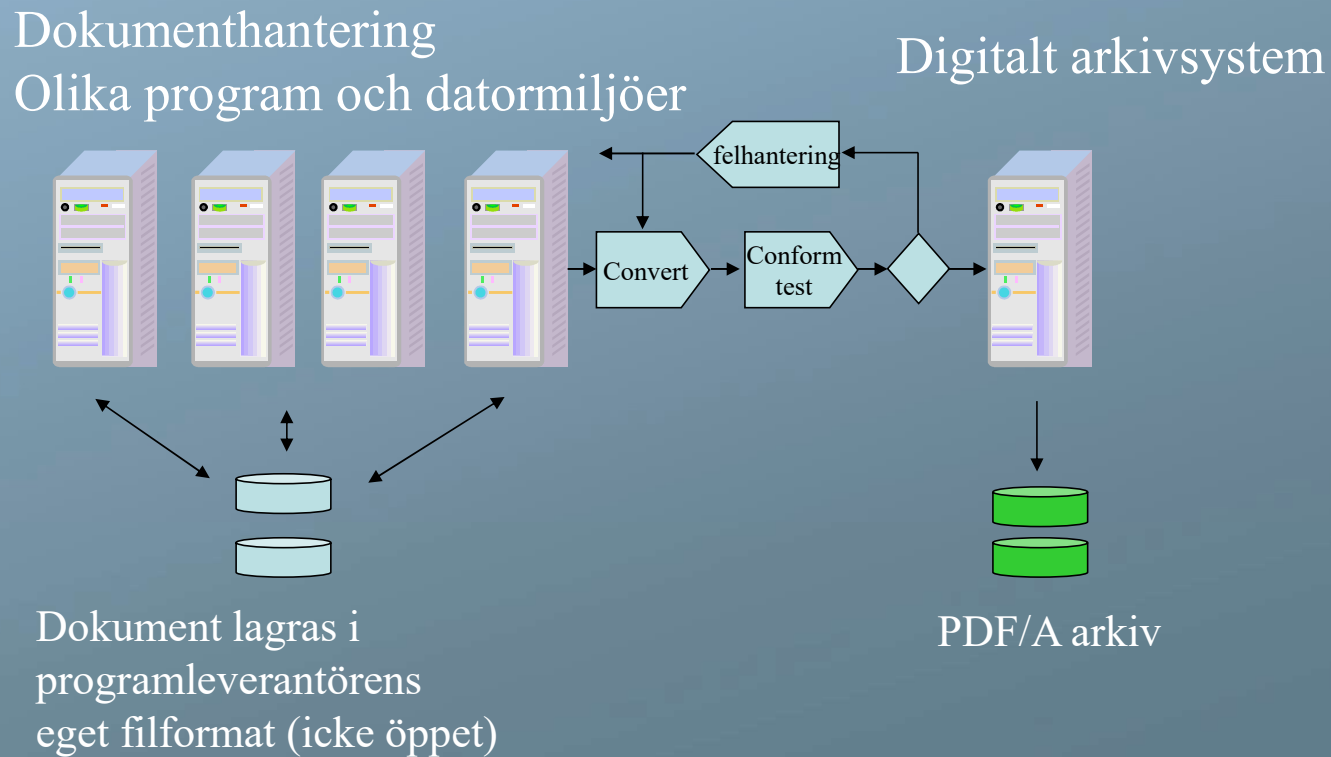 Dokumenthantering
Olika program och datormiljöer
Digitalt arkivsystem
felhantering
Convert
Conform
test
Dokument lagras i
programleverantörens
eget filformat (icke öppet)
PDF/A arkiv